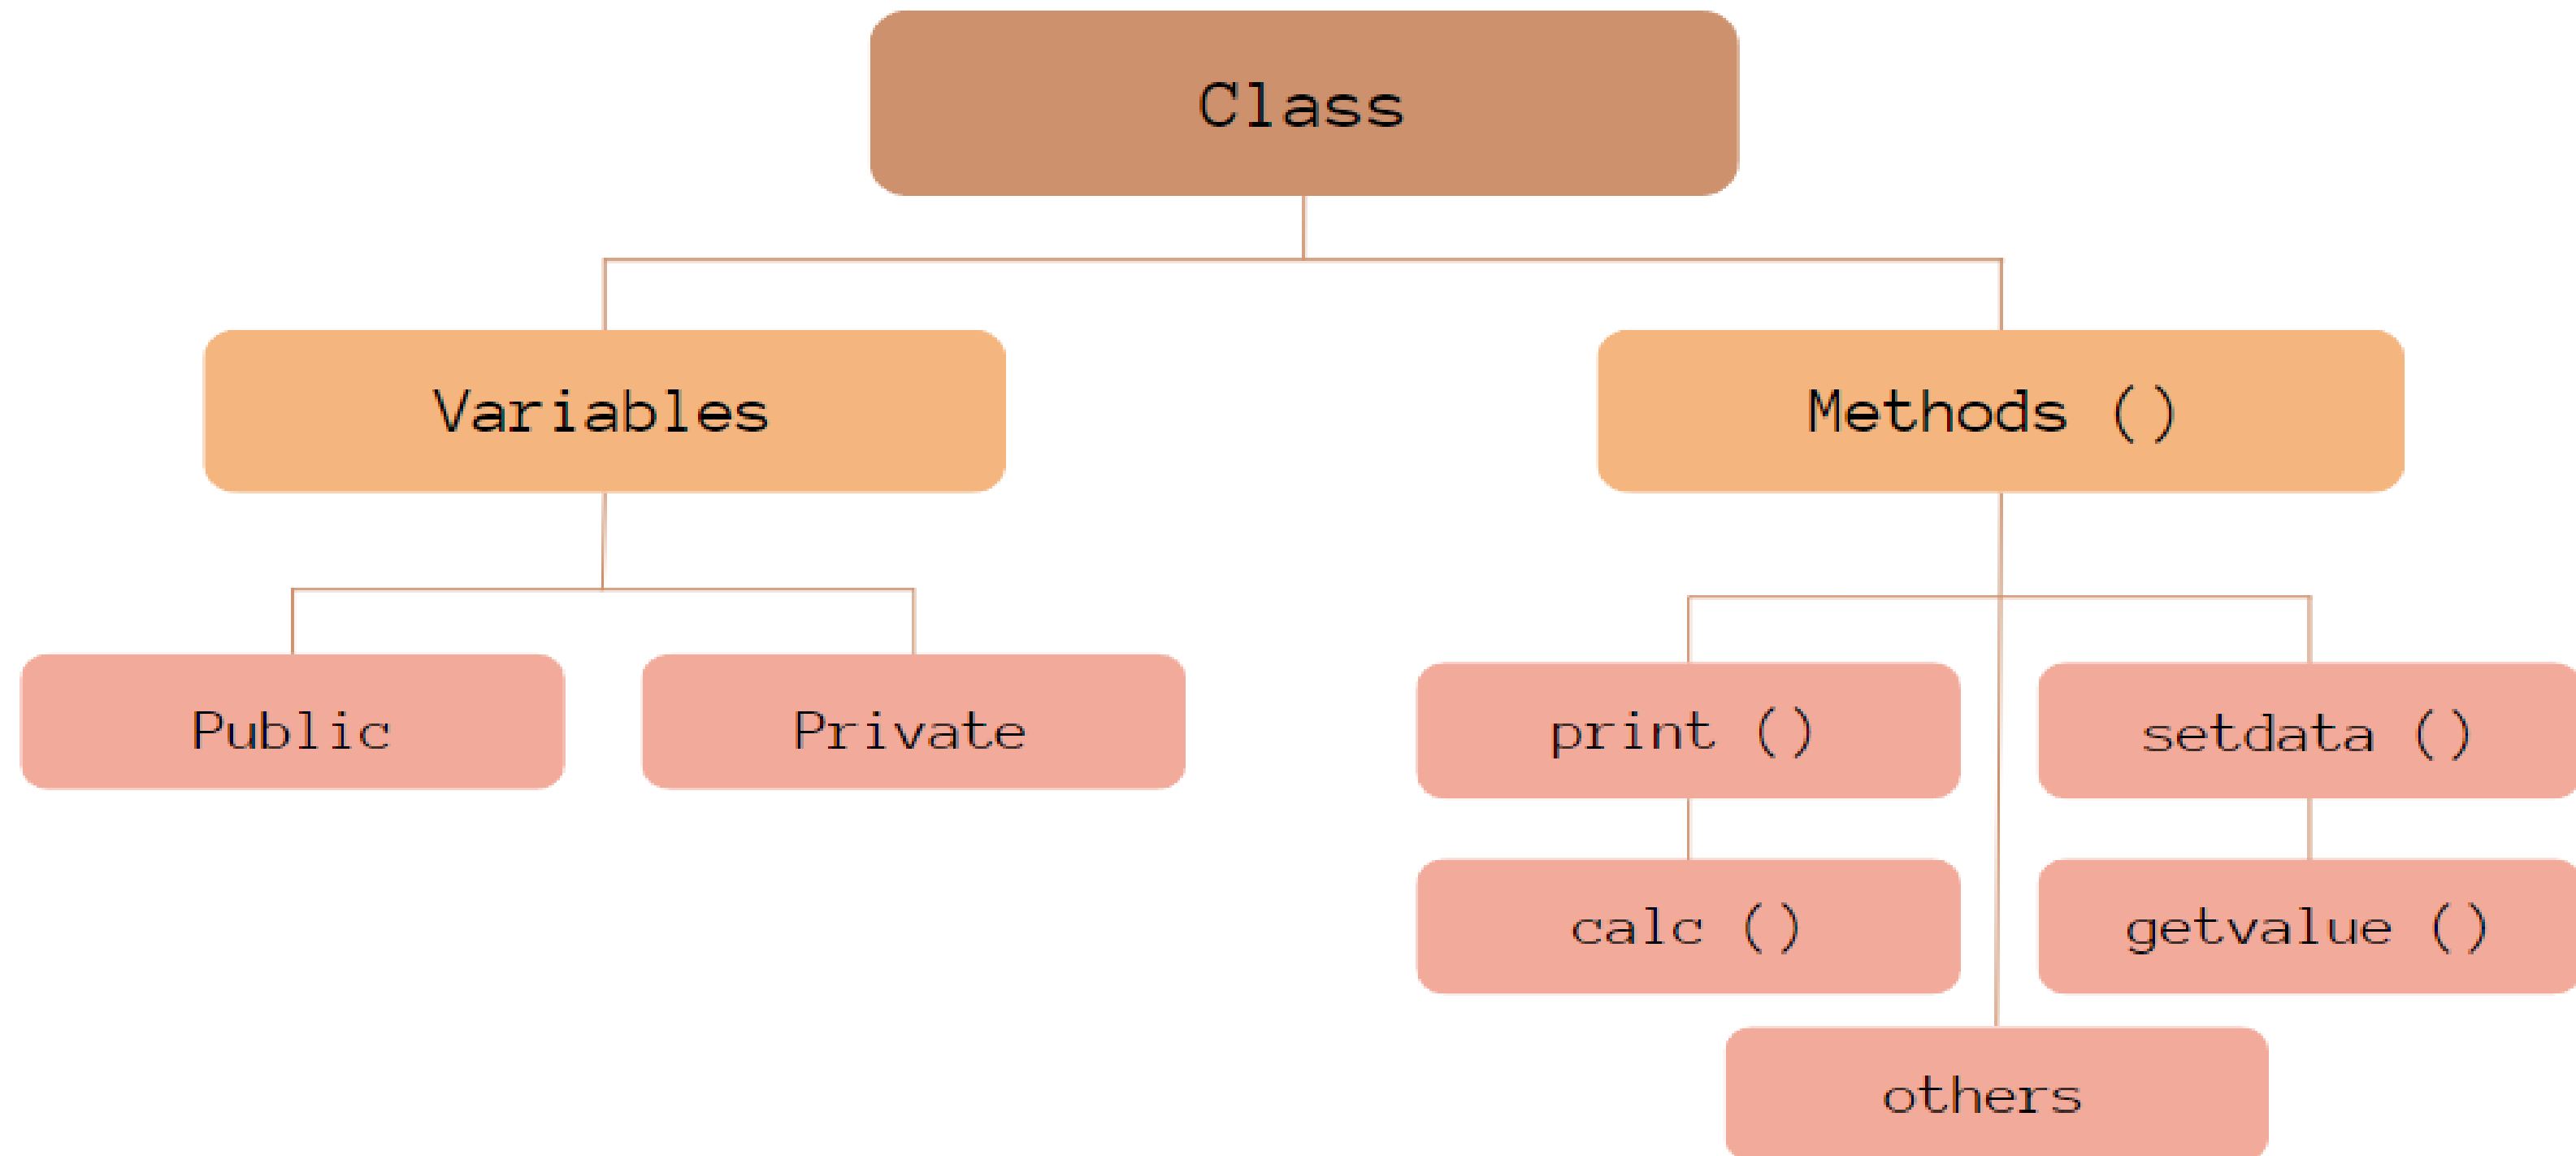 Class
Variables
Methods ()
Public
Private
print ()
setdata ()
calc ()
getvalue ()
others